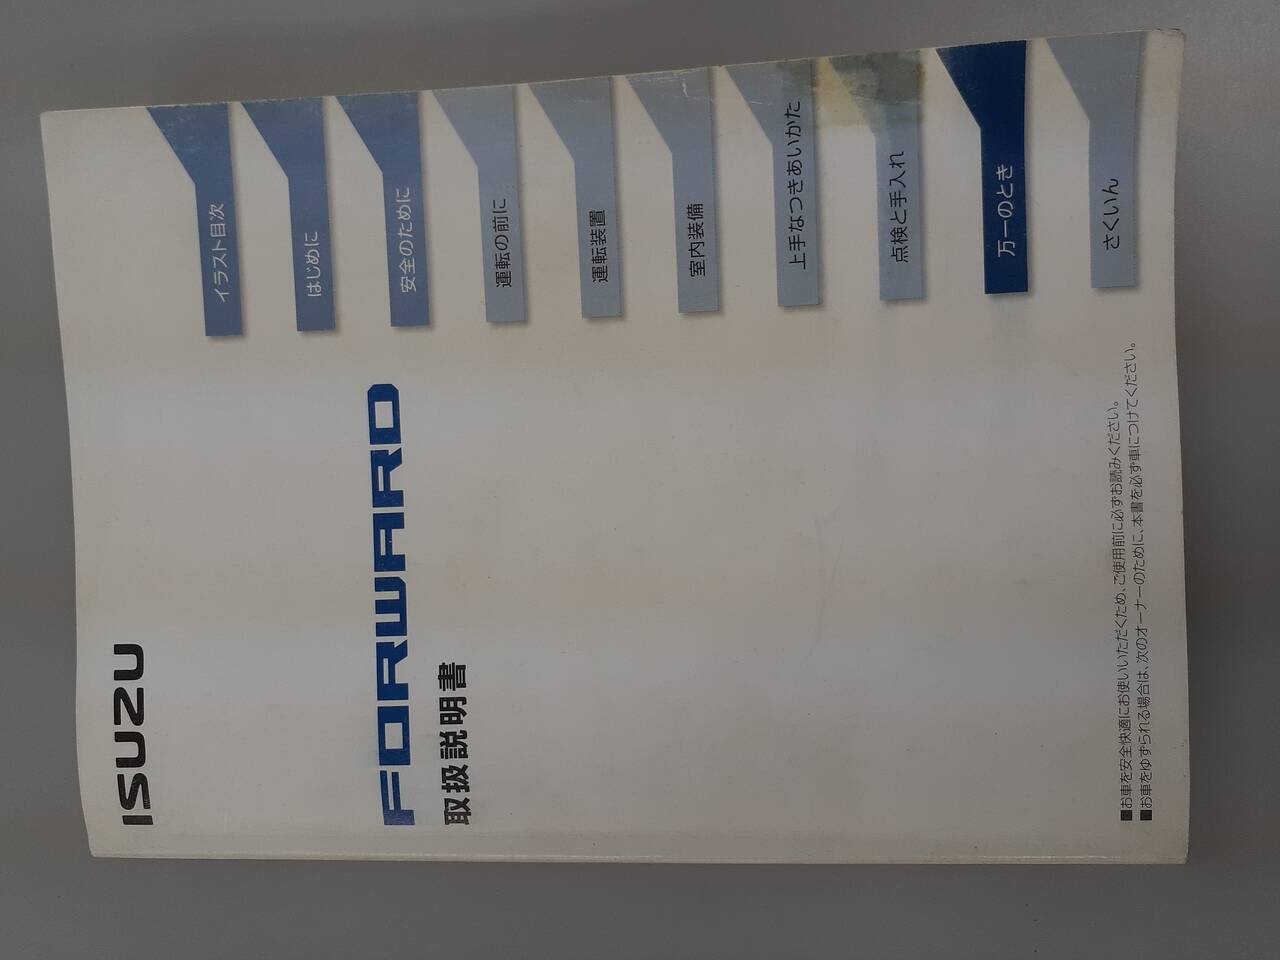 ISUZU
FORWARD
取扱説明書
イラスト目次
はじめに
安全のために
運転の前に
運転装置
室内装備
上手なつきあいかた
点検と手入れ
万一のとき
さくいん
■お車を安全快適にお使いいただくため、ご使用前に必ずお読みください。
■お車をゆずられる場合は、次のオーナーのために、本書を必ず車につけてください。